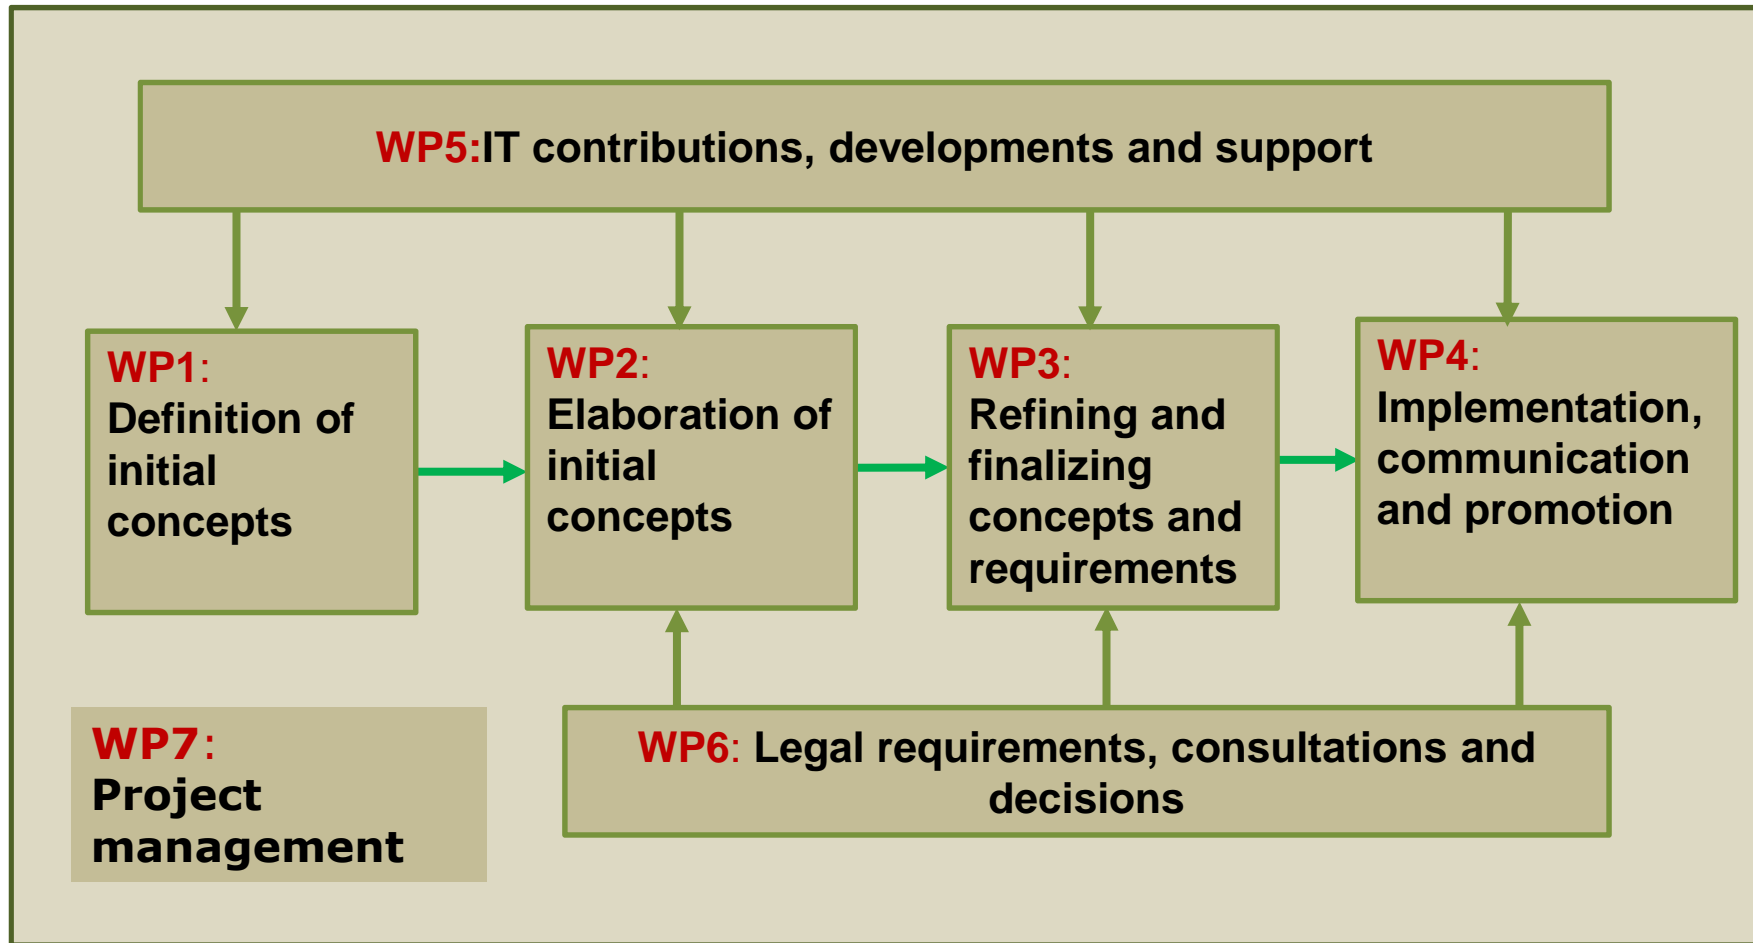 WP5:IT contributions, developments and support
WP1:
Definition of
initial
concepts
WP2:
Elaboration of
initial
concepts
WP3:
Refining and
finalizing
concepts and
requirements
WP4:
Implementation,
communication
and promotion
WP7:
Project
management
WP6: Legal requirements, consultations and
decisions